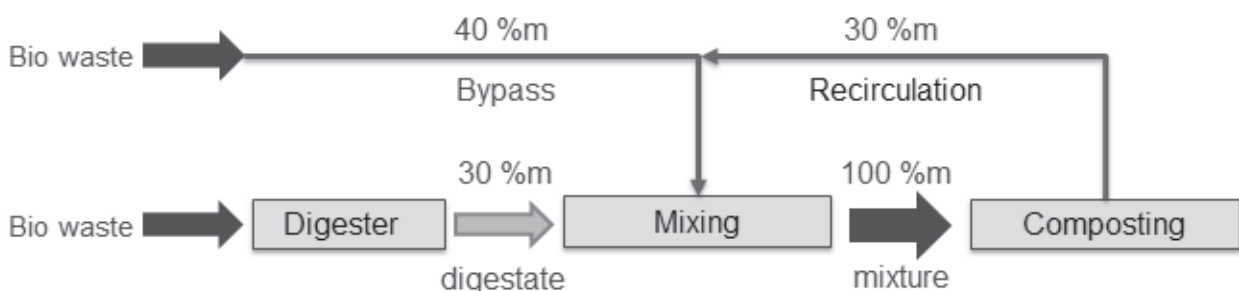 40 %m
30 %m
Bio waste
Bypass
Recirculation
30 %m
100 %m
Bio waste
Digester
Mixing
Composting
digestate
mixture